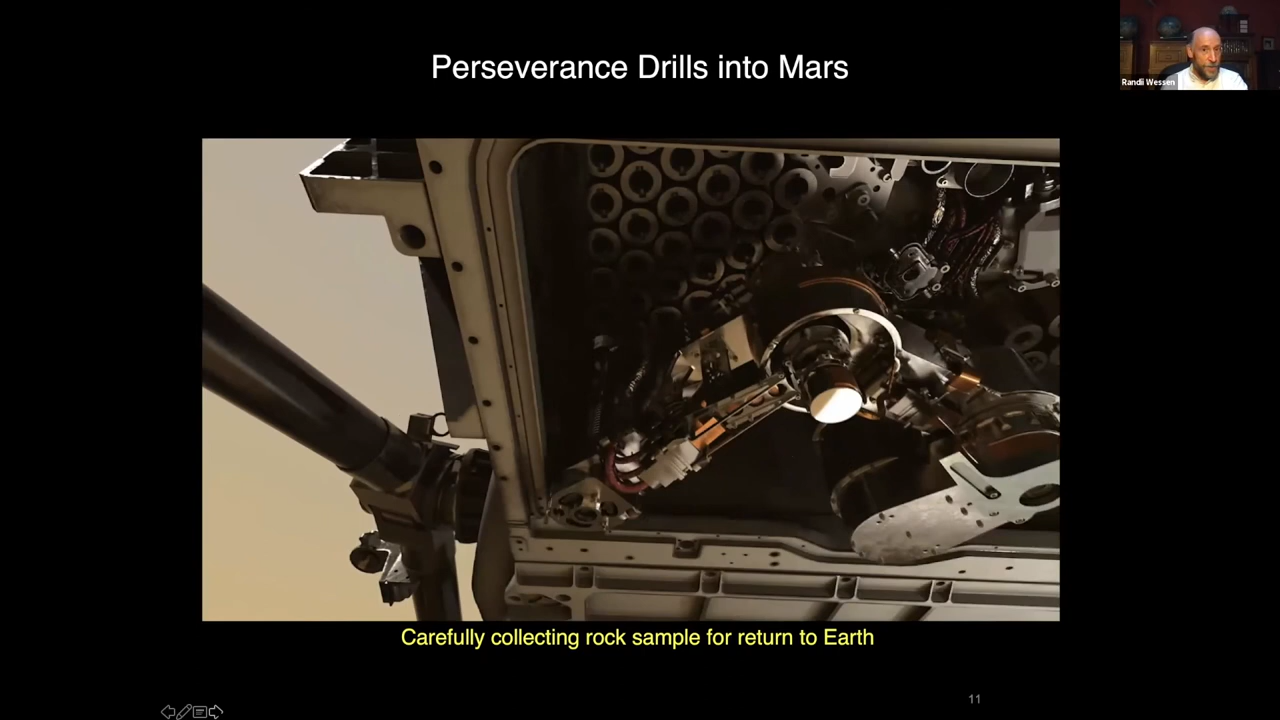 Perseverance Drills into Mars
Randii Wessen
Carefully collecting rock sample for return to Earth
11